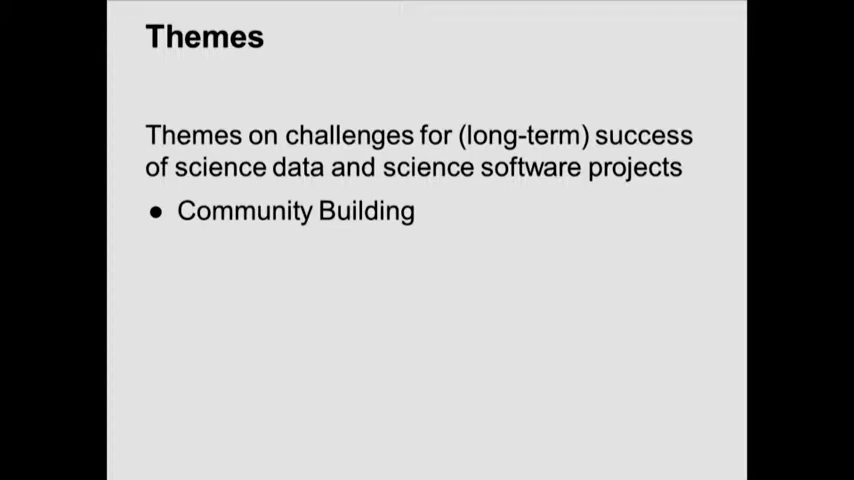 Themes
Themes on challenges for (long-term) success
of science data and science software projects
● Community Building